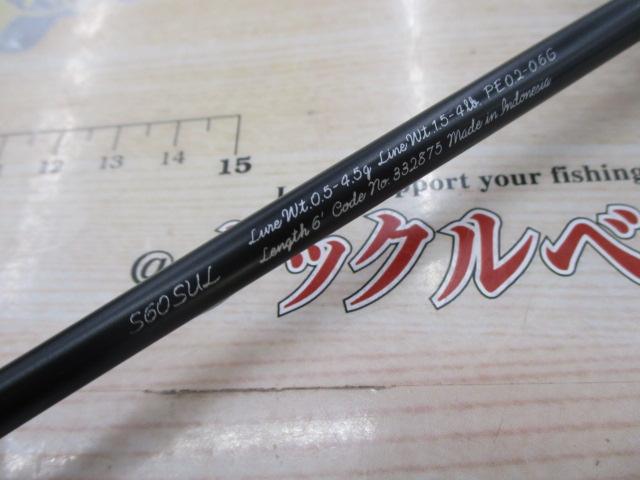 S60SUL
Lure Wt.0.5-4.5g Line Wt.1.5-4lb. PE0.2-0.6G
Length 6' Code No.332875 Made in Indonesia
11 12 13 14 15
pport your fishing
@ ックルベ